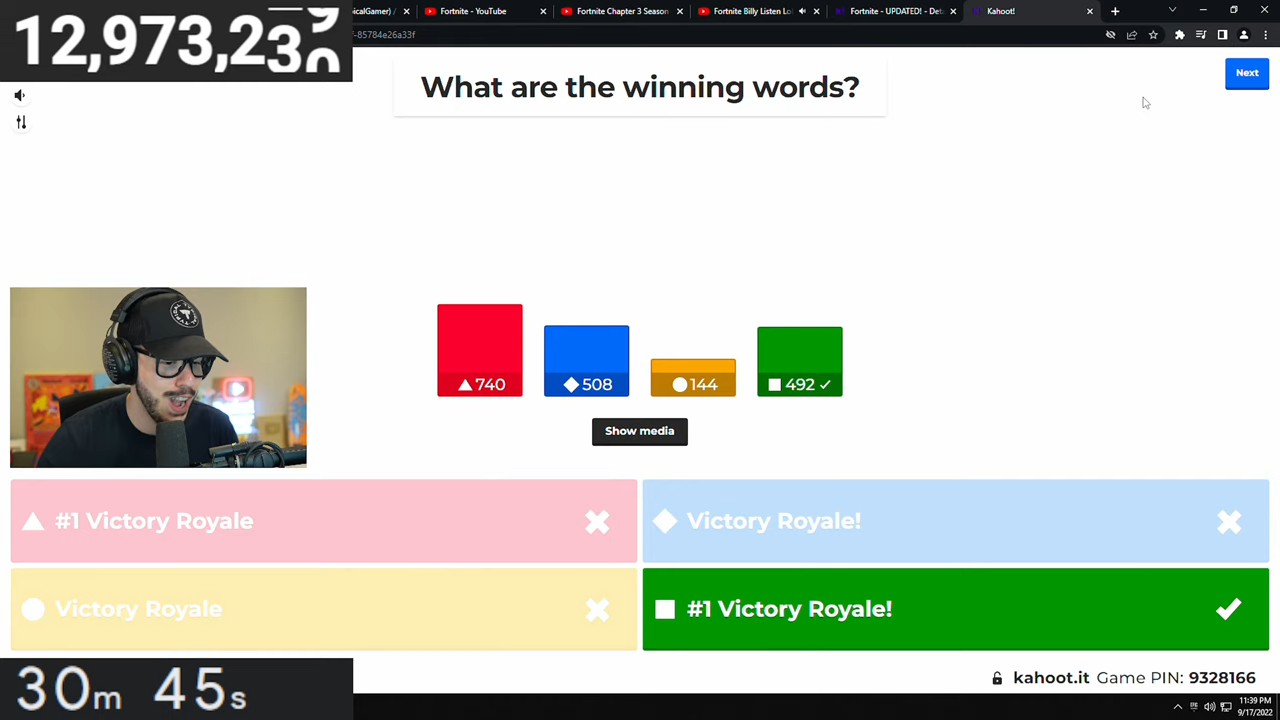 12,973,23
icalGamer) /
Fortnite - YouTube
Fortnite Chapter 3 Season
Fortnite Billy Listen Lo
Fortnite - UPDATED! - Det
Kahoot!
f-85784e26a33f
What are the winning words?
Next
740
508
144
492
Show media
#1 Victory Royale
Victory Royale!
Victory Royale
#1 Victory Royale!
30m 45s
kahoot.it Game PIN: 9328166
11:39 PM
9/17/2022